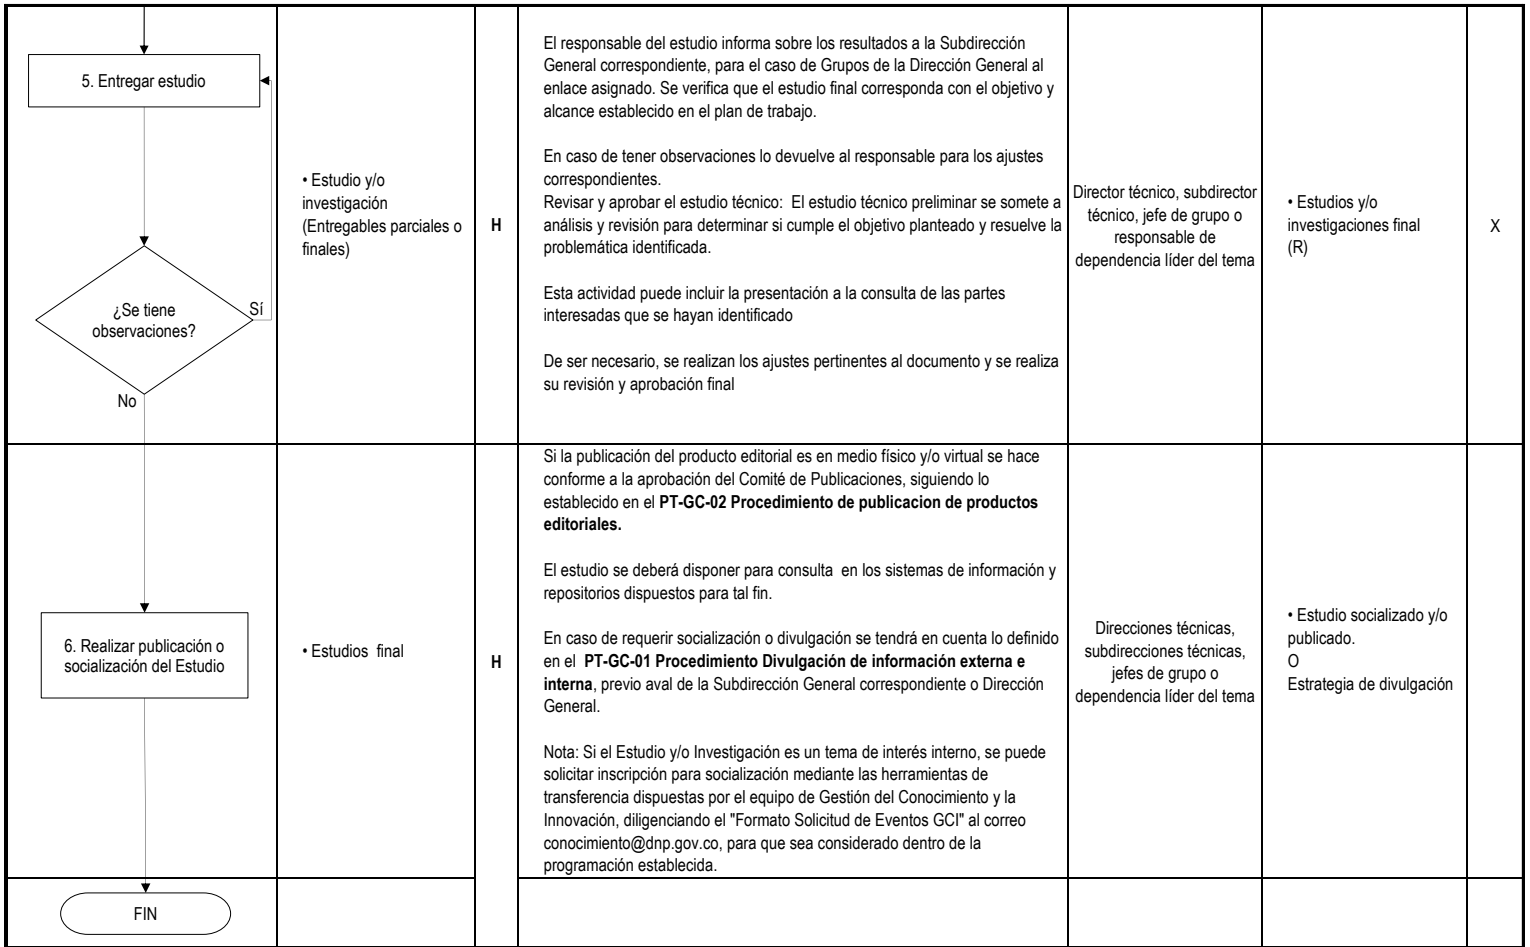 5. Entregar estudio
¿Se tiene
observaciones?
Sí
No
• Estudio y/o
investigación
(Entregables parciales o
finales)
H
El responsable del estudio informa sobre los resultados a la Subdirección
General correspondiente, para el caso de Grupos de la Dirección General al
enlace asignado. Se verifica que el estudio final corresponda con el objetivo y
alcance establecido en el plan de trabajo.
En caso de tener observaciones lo devuelve al responsable para los ajustes
correspondientes.
Revisar y aprobar el estudio técnico: El estudio técnico preliminar se somete a
análisis y revisión para determinar si cumple el objetivo planteado y resuelve la
problemática identificada.
Esta actividad puede incluir la presentación a la consulta de las partes
interesadas que se hayan identificado
De ser necesario, se realizan los ajustes pertinentes al documento y se realiza
su revisión y aprobación final
Director técnico, subdirector
técnico, jefe de grupo o
responsable de
dependencia líder del tema
• Estudios y/o
investigaciones final
(R)
X
6. Realizar publicación o
socialización del Estudio
• Estudios final
H
Si la publicación del producto editorial es en medio físico y/o virtual se hace
conforme a la aprobación del Comité de Publicaciones, siguiendo lo
establecido en el PT-GC-02 Procedimiento de publicacion de productos
editoriales.
El estudio se deberá disponer para consulta en los sistemas de información y
repositorios dispuestos para tal fin.
En caso de requerir socialización o divulgación se tendrá en cuenta lo definido
en el PT-GC-01 Procedimiento Divulgación de información externa e
interna, previo aval de la Subdirección General correspondiente o Dirección
General.
Nota: Si el Estudio y/o Investigación es un tema de interés interno, se puede
solicitar inscripción para socialización mediante las herramientas de
transferencia dispuestas por el equipo de Gestión del Conocimiento y la
Innovación, diligenciando el "Formato Solicitud de Eventos GCI" al correo
conocimiento@dnp.gov.co, para que sea considerado dentro de la
programación establecida.
Direcciones técnicas,
subdirecciones técnicas,
jefes de grupo o
dependencia líder del tema
• Estudio socializado y/o
publicado.
O
Estrategia de divulgación
FIN